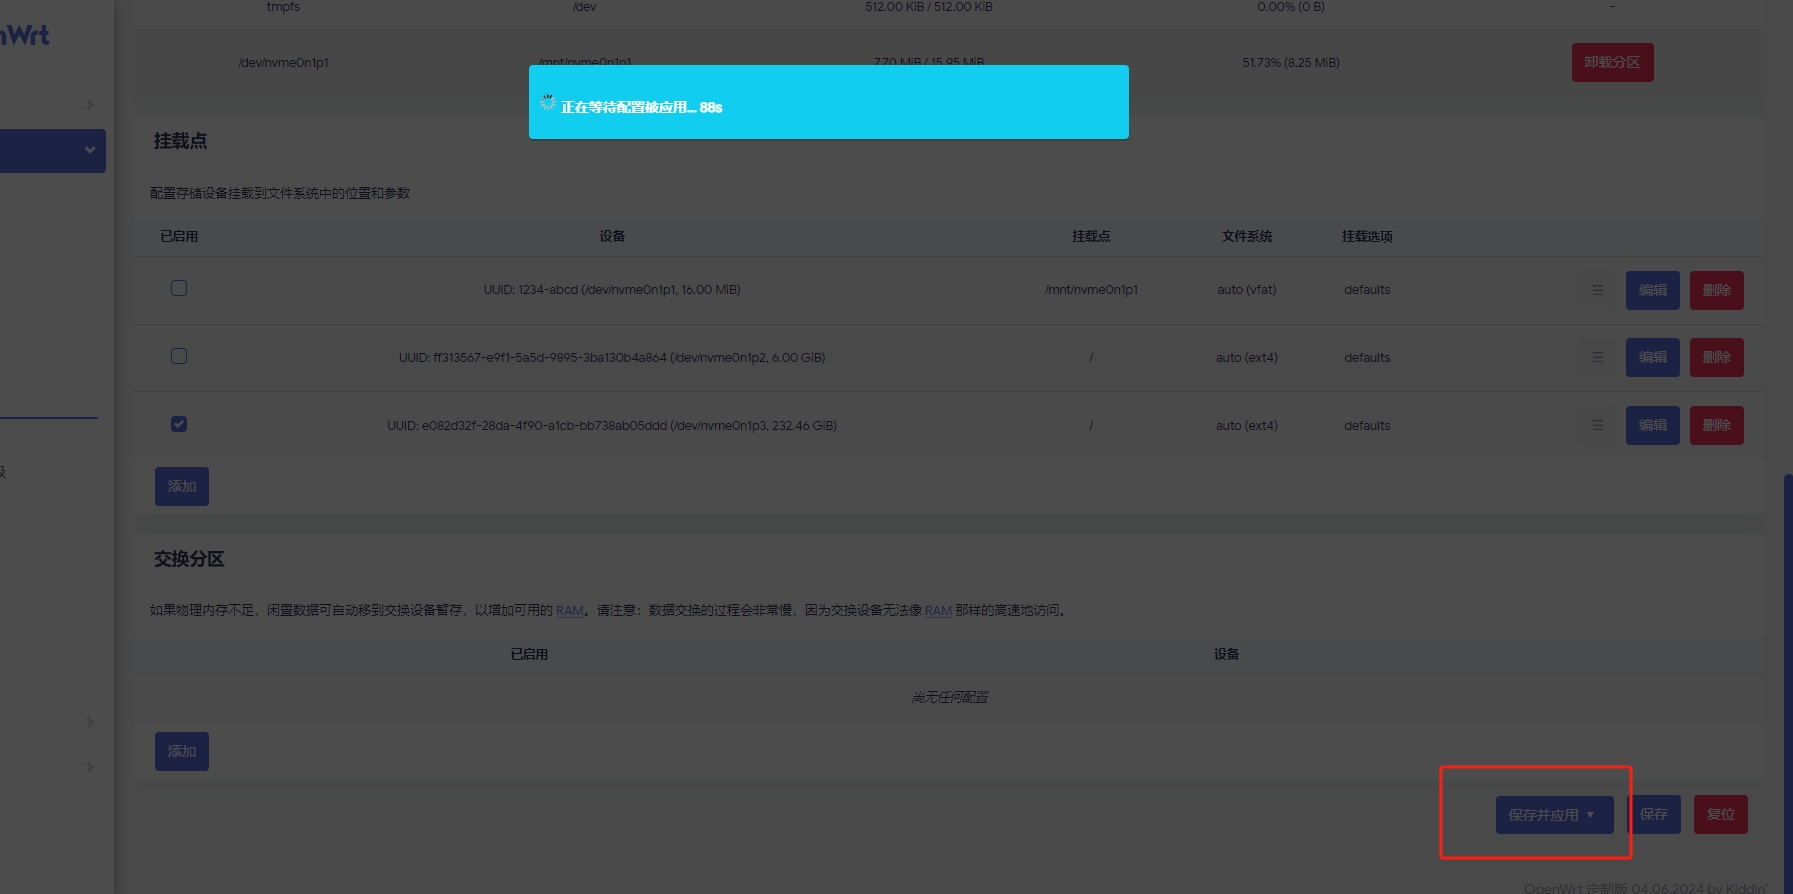 tmpfs /dev 512.00 KiB / 512.00 KiB 0.00% (0 B) -
nWrt
/dev/nvme0n1p1 /mnt/nvme0n1p1 7.70 MiB / 15.95 MiB 51.73% (8.25 MiB) 卸载分区
正在等待配置被应用... 88s
挂载点
配置存储设备挂载到文件系统中的位置和参数
已启用 设备 挂载点 文件系统 挂载选项
UUID: 1234-abcd (/dev/nvme0n1p1, 16.00 MiB) /mnt/nvme0n1p1 auto (vfat) defaults ☰ 编辑 删除
UUID: ff313567-e9f1-5a5d-9895-3ba130b4a864 (/dev/nvme0n1p2, 6.00 GiB) / auto (ext4) defaults ☰ 编辑 删除
UUID: e082d32f-28da-4f90-a1cb-bb738ab05ddd (/dev/nvme0n1p3, 232.46 GiB) / auto (ext4) defaults ☰ 编辑 删除
添加
交换分区
如果物理内存不足，闲置数据可自动移到交换设备暂存，以增加可用的 RAM。请注意：数据交换的过程会非常慢，因为交换设备无法像 RAM 那样的高速地访问。
已启用 设备
尚无任何配置
添加
保存并应用 ▾ 保存 复位
OpenWrt 定制版 04.06.2024 by Kiddin'